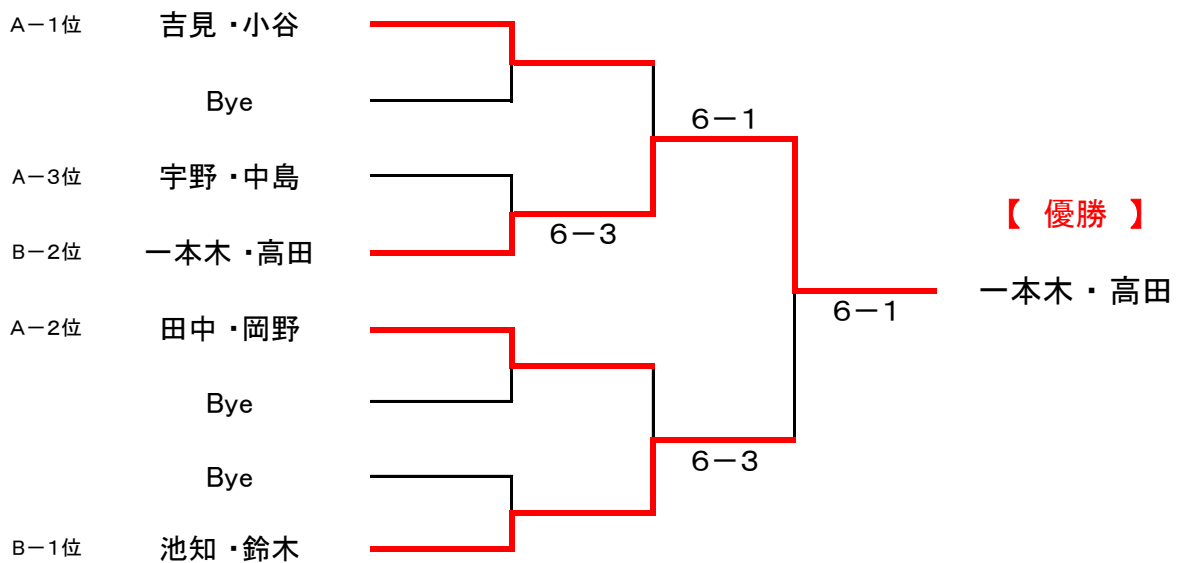 A－1位 吉見・小谷
Bye
6－1
A－3位 宇野・中島
【 優勝 】
6－3
B－2位 一本木・高田
一本木・高田
6－1
A－2位 田中・岡野
Bye
6－3
Bye
B－1位 池知・鈴木